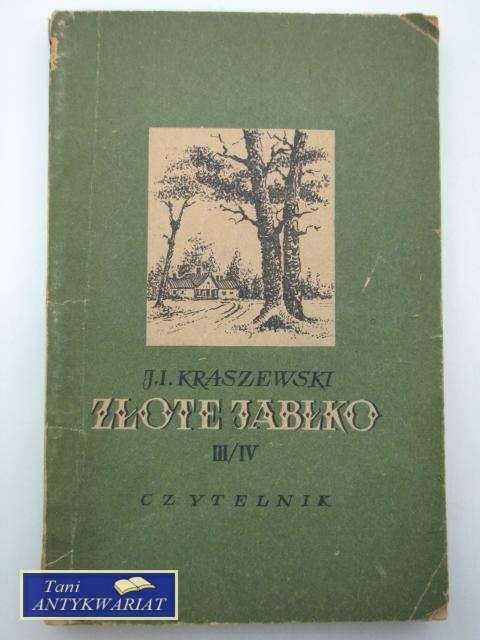 J.I. KRASZEWSKI
ZŁOTE JABŁKO
III/IV
CZYTELNIK
Tani
ANTYKWARIAT